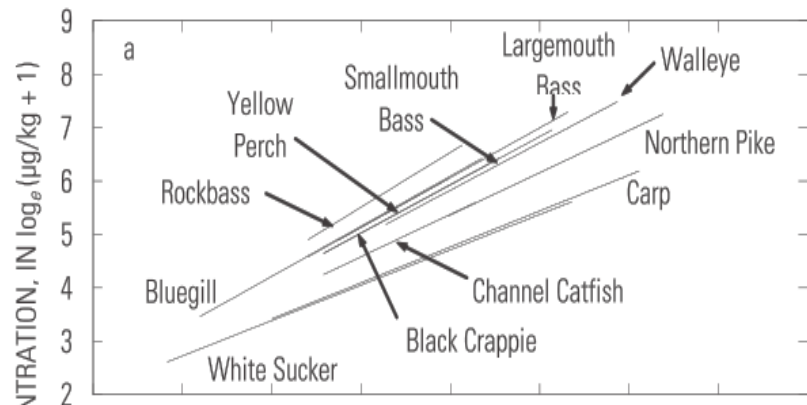 9
8
7
6
5
4
3
2
NTRATION, IN logₑ (µg/kg + 1)
a
Largemouth
Bass
Walleye
Smallmouth
Bass
Yellow
Perch
Northern Pike
Rockbass
Carp
Bluegill
Channel Catfish
Black Crappie
White Sucker